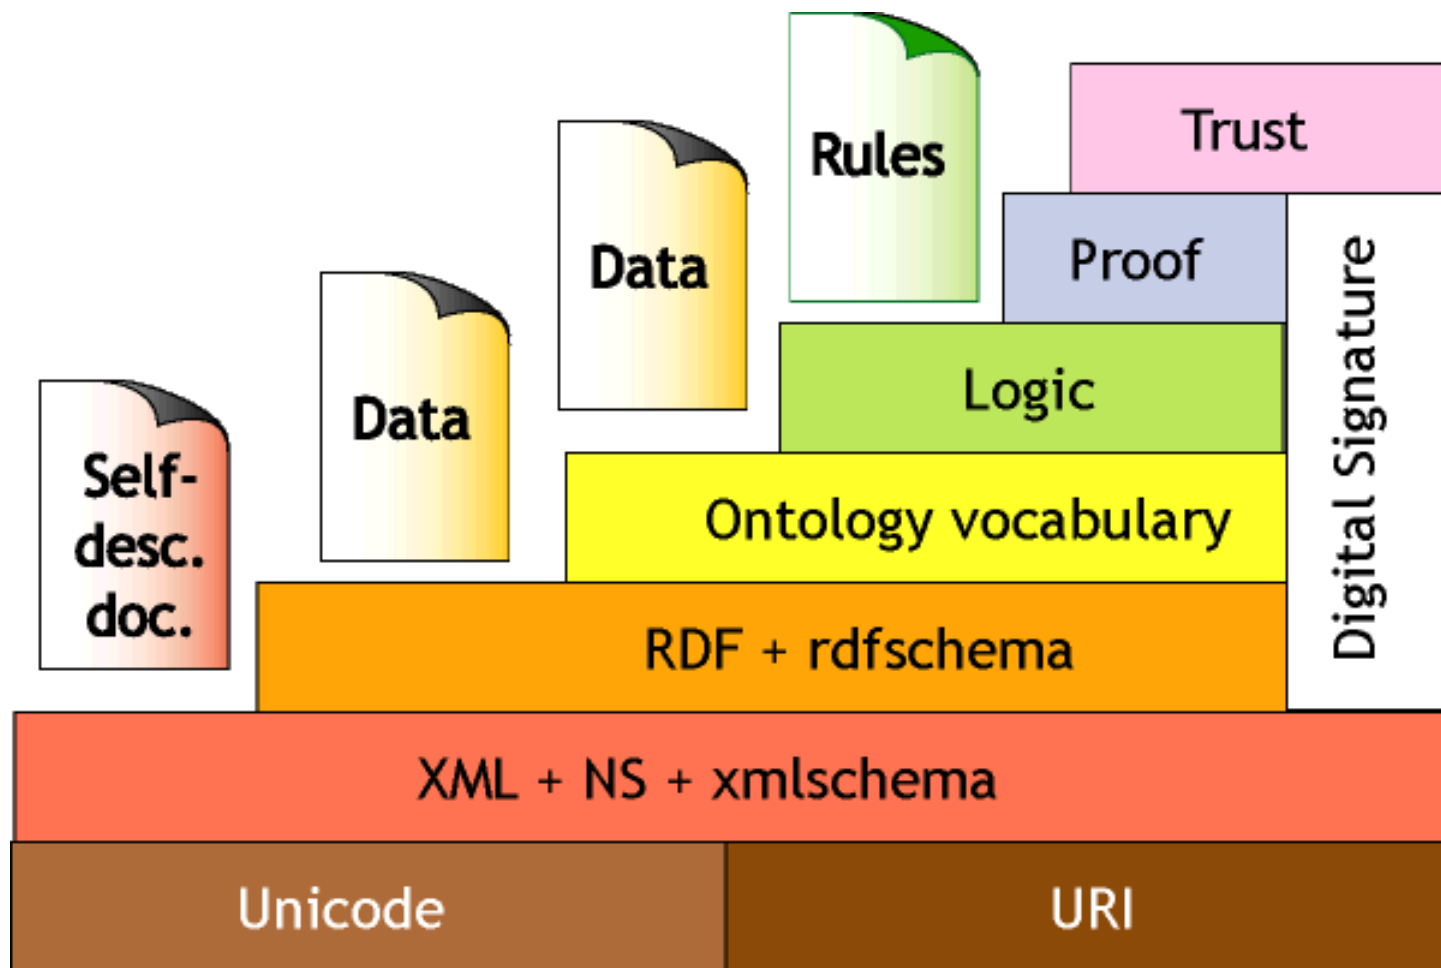 Rules
Trust
Data
Proof
Data
Logic
Digital Signature
Self-
desc.
doc.
Ontology vocabulary
RDF + rdfschema
XML + NS + xmlschema
Unicode
URI